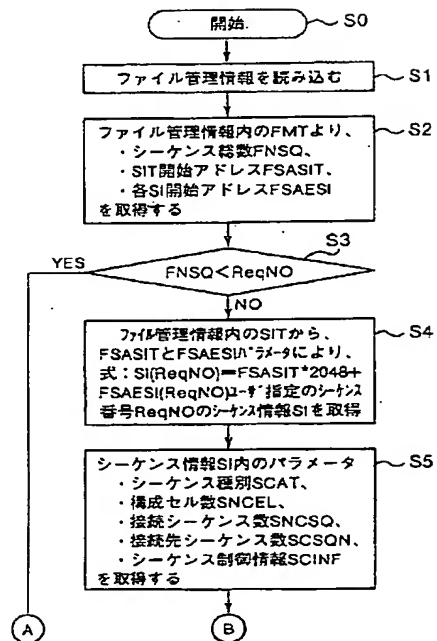 開始
S0
ファイル管理情報を読み込む
S1
ファイル管理情報内のFMTより、
・シーケンス総数FNSQ、
・SIT開始アドレスFSASIT、
・各SI開始アドレスFSAESI
を取得する
S2
FNSQ<ReqNO
S3
YES
NO
ファイル管理情報内のSITから、
FSASITとFSAESIパラメータにより、
式：SI(ReqNO)=FSASIT*2048+
FSAESI(ReqNO)ユーザ指定のシーケンス
番号ReqNOのシーケンス情報SIを取得
S4
シーケンス情報SI内のパラメータ
・シーケンス種別SCAT、
・構成セル数SNCEL、
・接続シーケンス数SNCSQ、
・接続先シーケンス数SCSQN、
・シーケンス制御情報SCINF
を取得する
S5
A
B